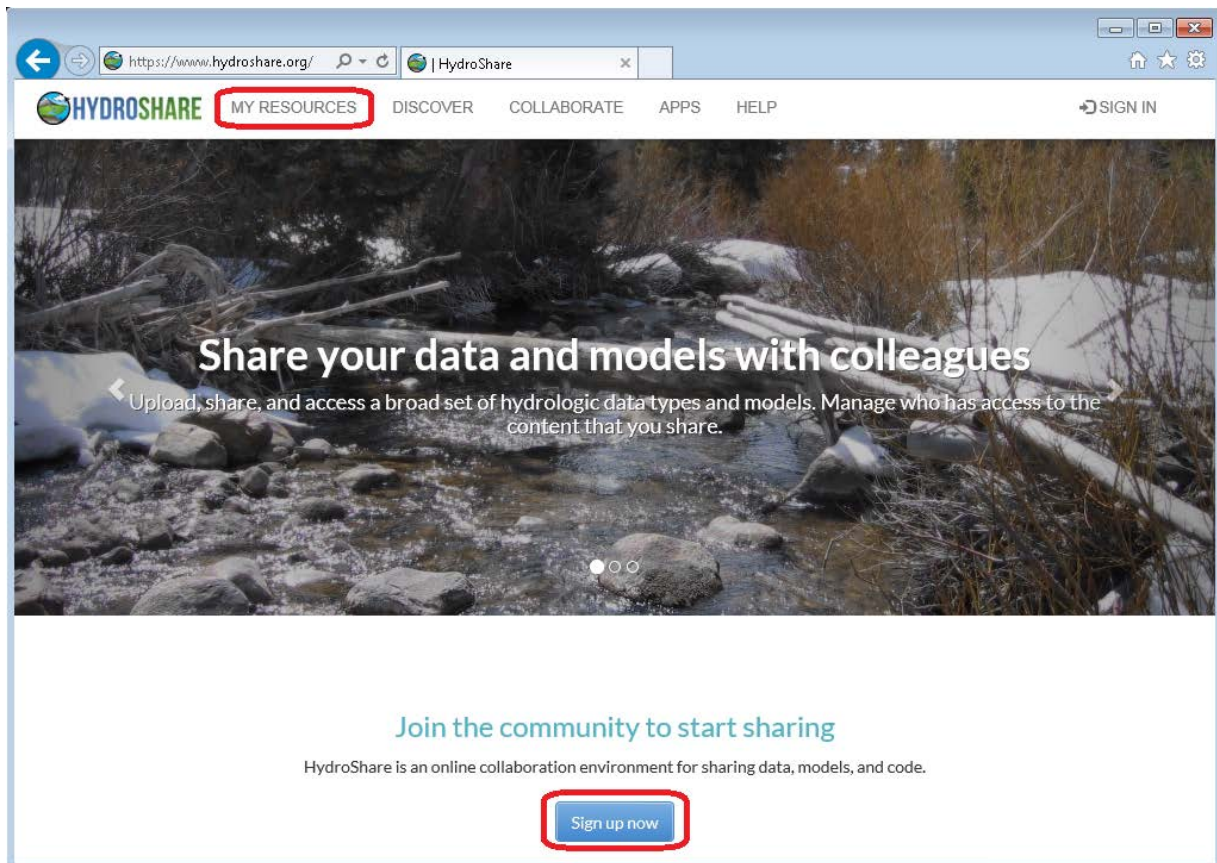 https://www.hydroshare.org/
| HydroShare
HYDROSHARE MY RESOURCES DISCOVER COLLABORATE APPS HELP SIGN IN
Share your data and models with colleagues
Upload, share, and access a broad set of hydrologic data types and models. Manage who has access to the
content that you share.
Join the community to start sharing
HydroShare is an online collaboration environment for sharing data, models, and code.
Sign up now